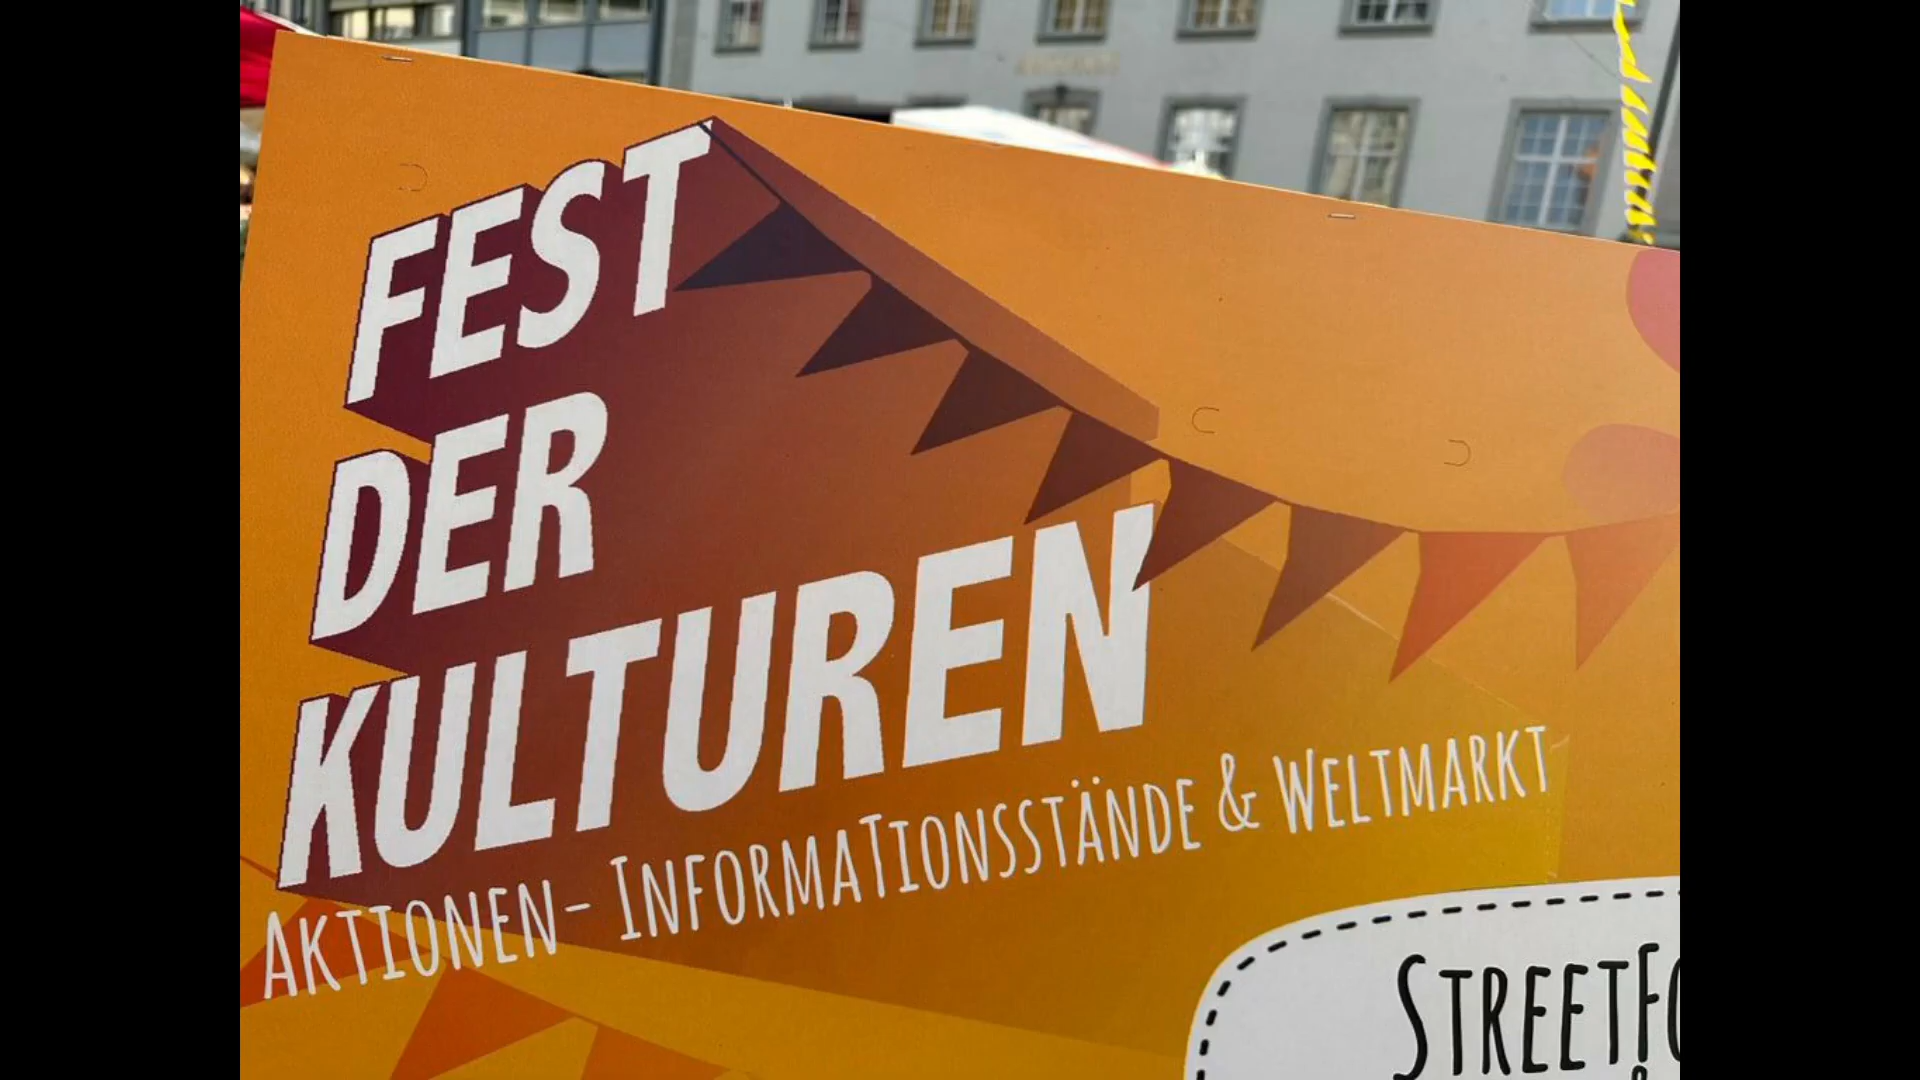 FEST
DER
KULTUREN
AKTIONEN- INFORMATIONSSTÄNDE & WELTMARKT